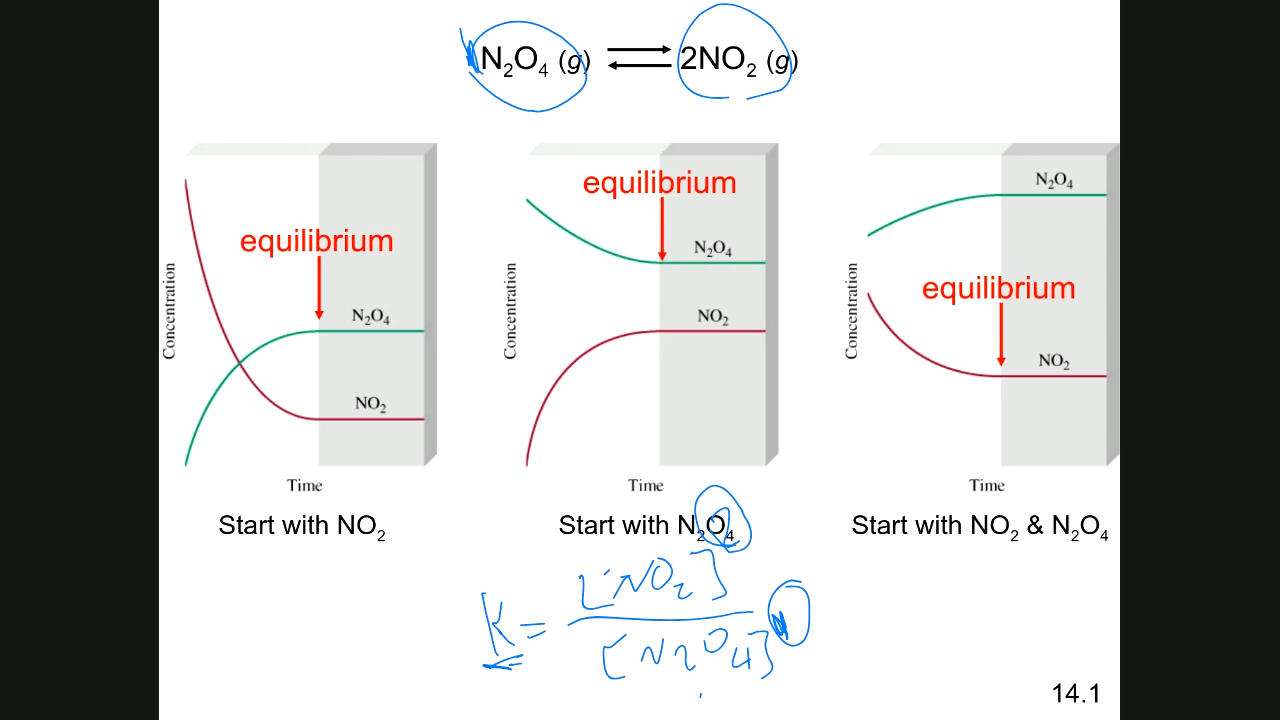 N₂O₄ (g) ⇌ 2NO₂ (g)
equilibrium
N₂O₄
NO₂
Concentration
Time
Start with NO₂
equilibrium
N₂O₄
NO₂
Concentration
Time
Start with N₂O₄
equilibrium
N₂O₄
NO₂
Concentration
Time
Start with NO₂ & N₂O₄
K = [NO₂]²
[N₂O₄]
14.1